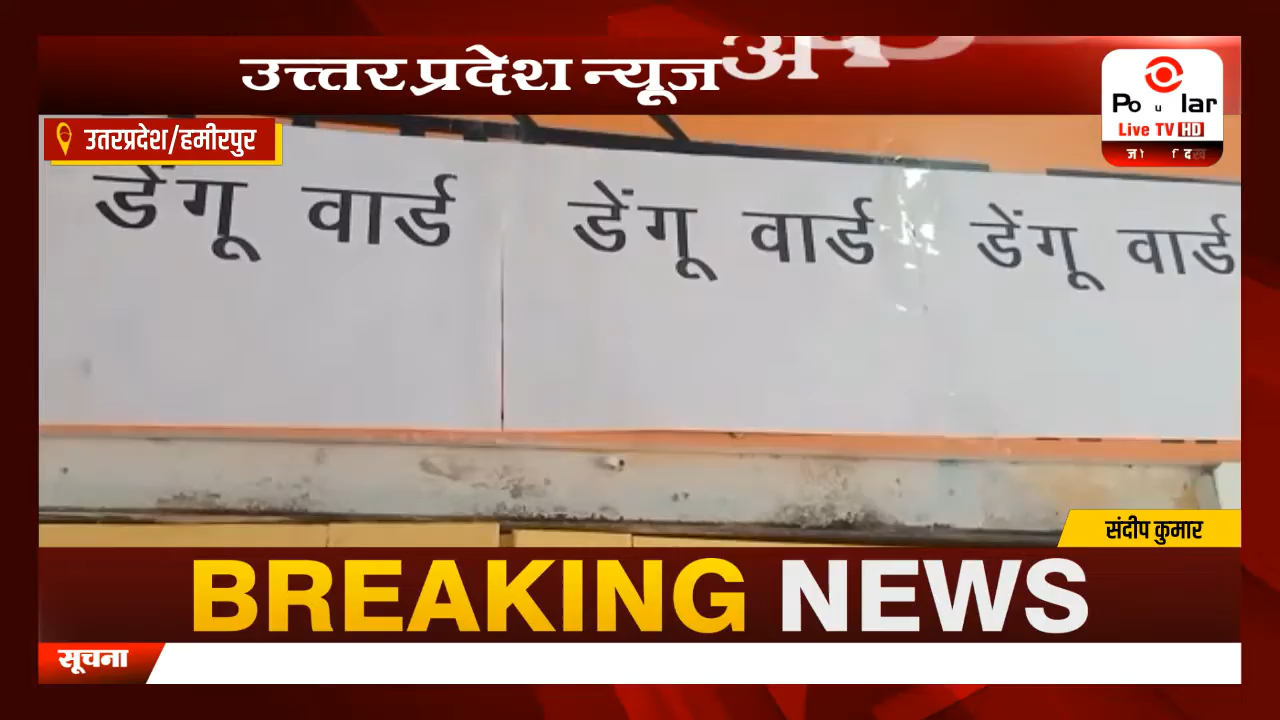 उत्त्तर प्रदेश न्यूज
उतरप्रदेश/हमीरपुर
Live TV HD
डेंगू वार्ड डेंगू वार्ड डेंगू वार्ड
संदीप कुमार
BREAKING NEWS
सूचना